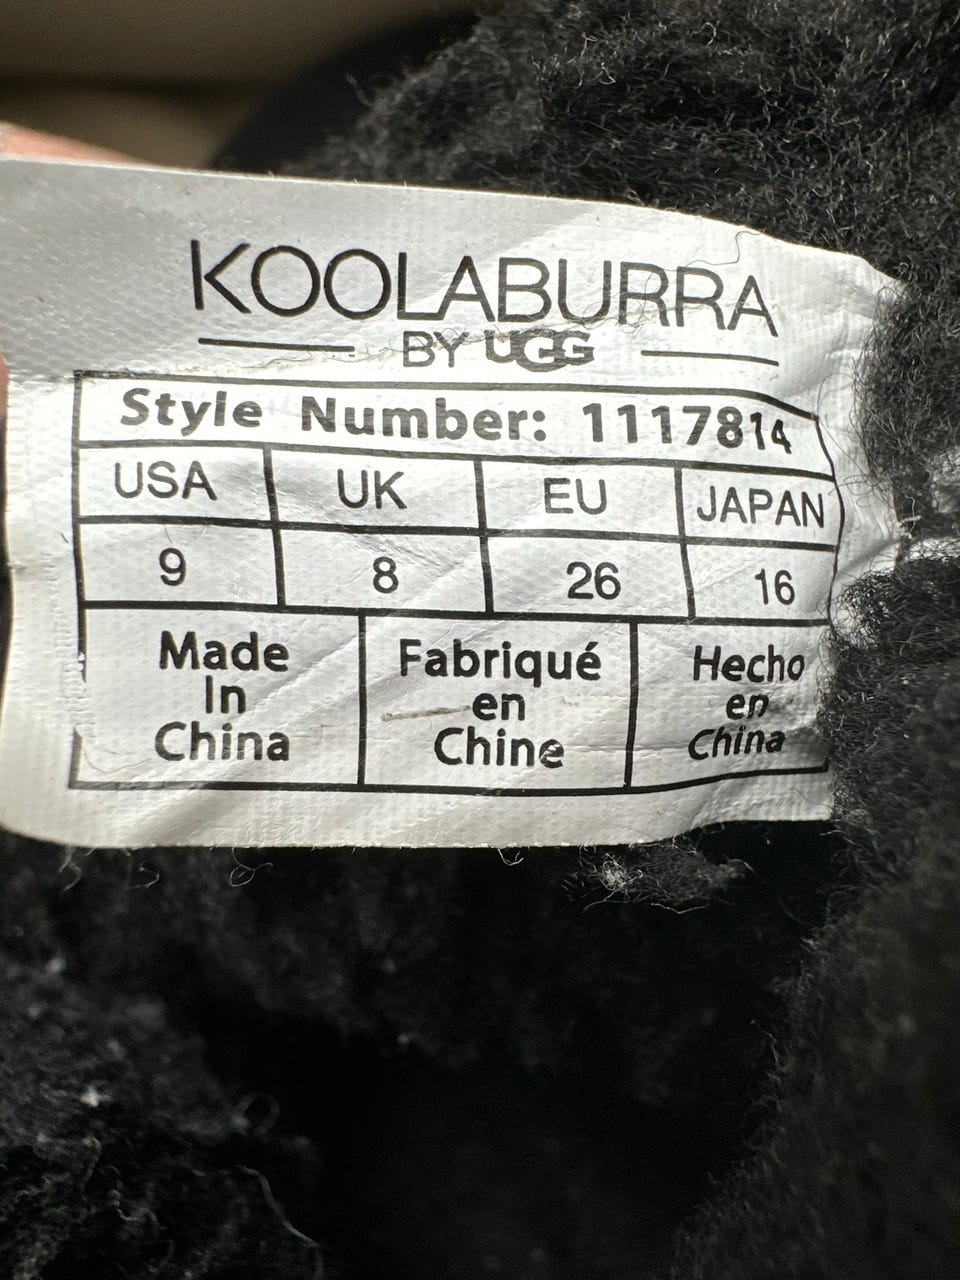 KOOLABURRA
BY UGG
Style Number: 1117814
USA UK EU JAPAN
9 8 26 16
Made
In
China
Fabriqué
en
Chine
Hecho
en
China